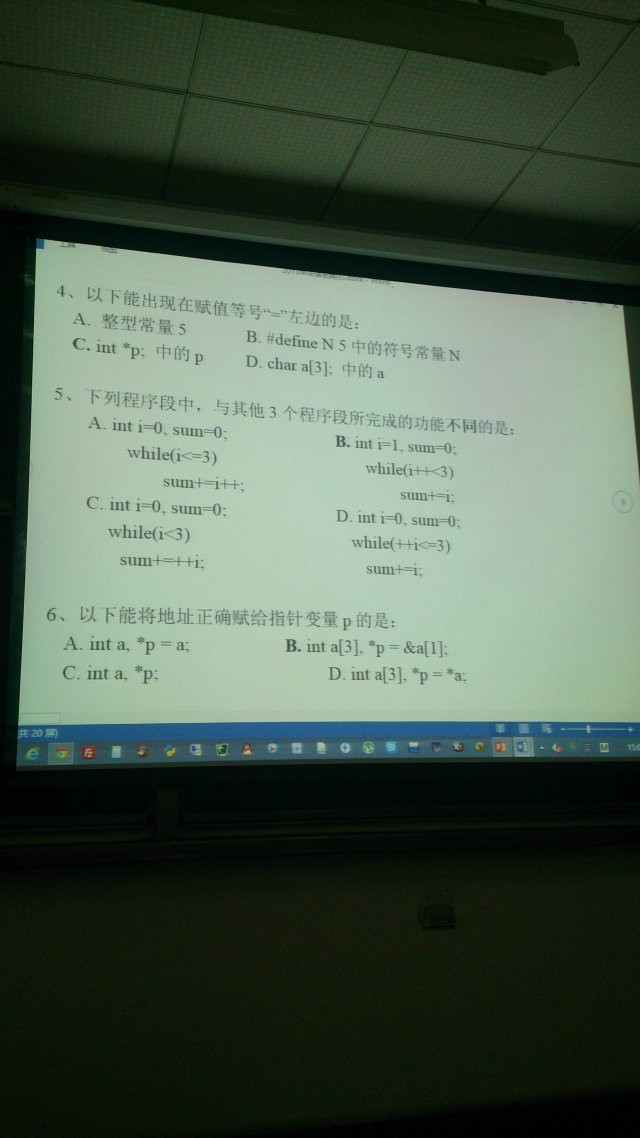 工具
4、以下能出现在赋值等号“=”左边的是：
A. 整型常量 5
B. #define N 5 中的符号常量 N
C. int *p; 中的 p
D. char a[3]; 中的 a
5、下列程序段中，与其他 3 个程序段所完成的功能不同的是：
A. int i=0, sum=0;
while(i<=3)
sum+=i++;
B. int i=1, sum=0;
while(i++<3)
sum+=i;
C. int i=0, sum=0;
while(i<3)
sum+=++i;
D. int i=0, sum=0;
while(++i<=3)
sum+=i;
6、以下能将地址正确赋给指针变量 p 的是：
A. int a, *p = a;
B. int a[3], *p = &a[1];
C. int a, *p;
D. int a[3], *p = *a;
共 20 屏)